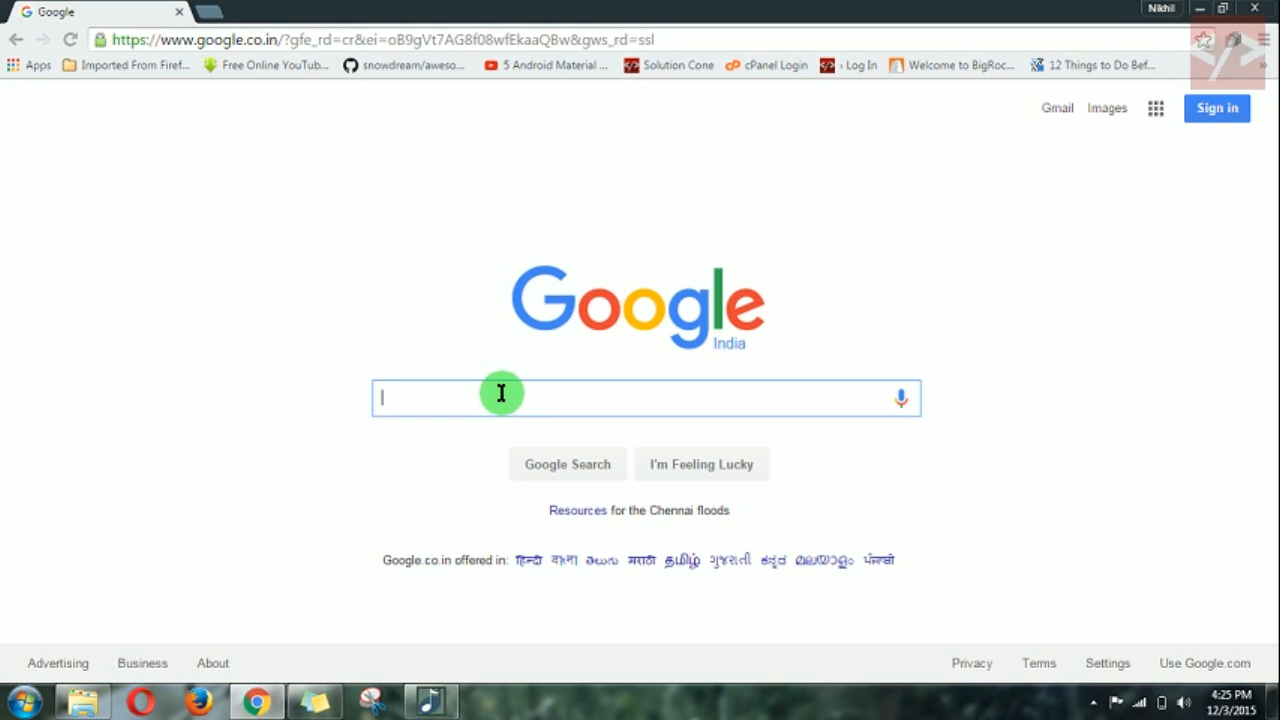 Google
Nikhil
https://www.google.co.in/?gfe_rd=cr&ei=oB9gVt7AG8f08wfEkaaQBw&gws_rd=ssl
Apps Imported From Firef... Free Online YouTub... snowdream/aweso... 5 Android Material ... Solution Cone cPanel Login › Log In Welcome to BigRoc... 12 Things to Do Bef... »
Gmail Images Sign in
Google
India
Google Search I'm Feeling Lucky
Resources for the Chennai floods
Google.co.in offered in: हिन्दी বাংলা తెలుగు मराठी தமிழ் ગુજરાતી ಕನ್ನಡ മലയാളം ਪੰਜਾਬੀ
Advertising Business About Privacy Terms Settings Use Google.com
4:25 PM
12/3/2015